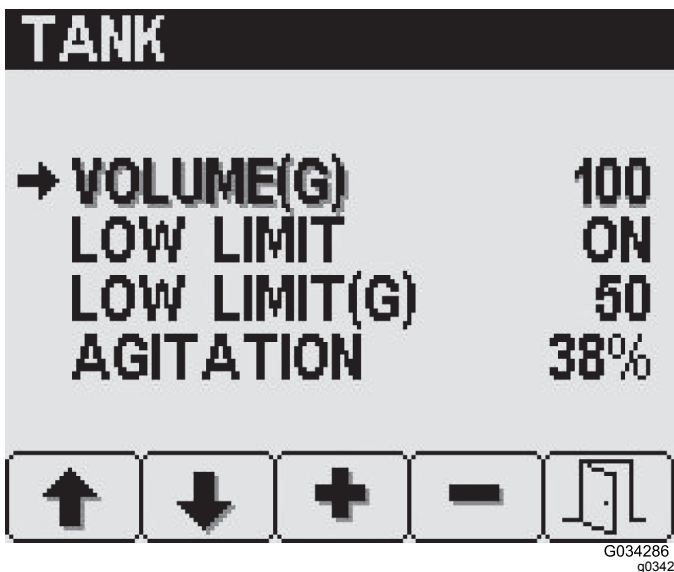 TANK
VOLUME(G) 100
LOW LIMIT ON
LOW LIMIT(G) 50
AGITATION 38%
G034286
g0342